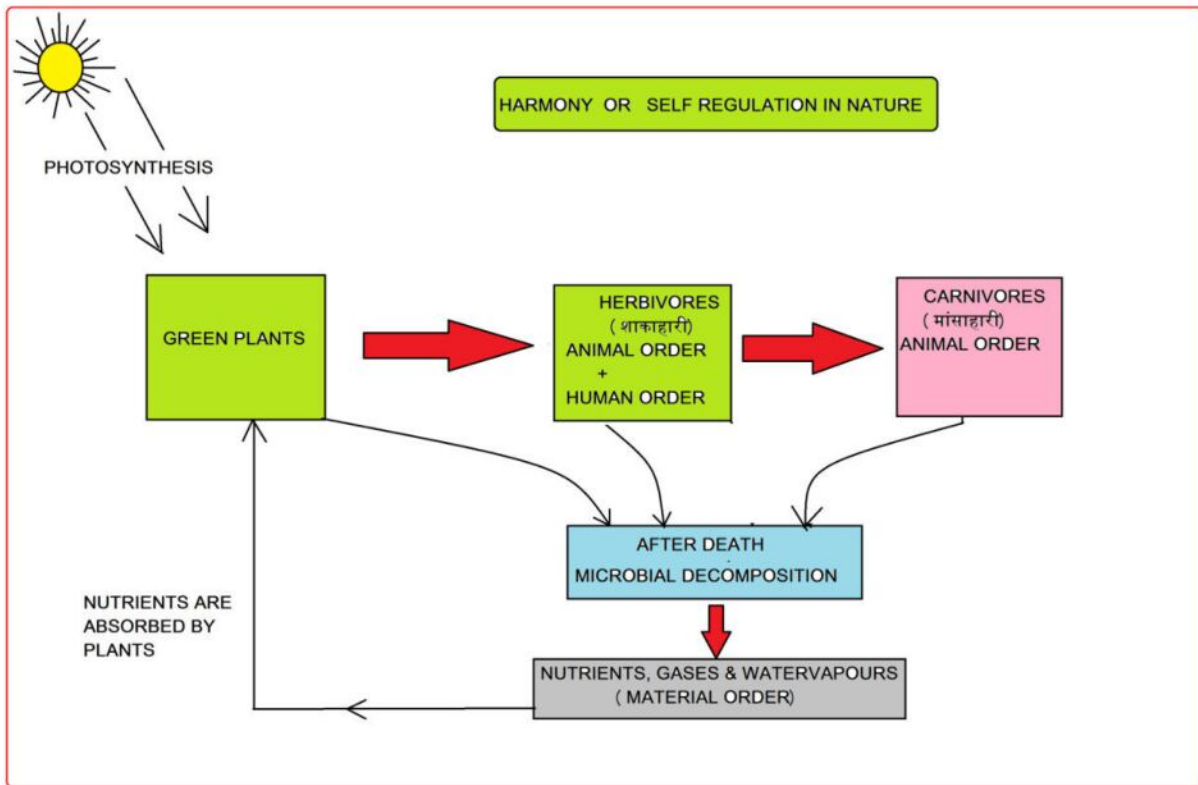 HARMONY OR SELF REGULATION IN NATURE
PHOTOSYNTHESIS
GREEN PLANTS
HERBIVORES
( शाकाहारी)
ANIMAL ORDER
+
HUMAN ORDER
CARNIVORES
( मांसाहारी)
ANIMAL ORDER
AFTER DEATH
MICROBIAL DECOMPOSITION
NUTRIENTS ARE
ABSORBED BY
PLANTS
NUTRIENTS, GASES & WATERVAPOURS
( MATERIAL ORDER)